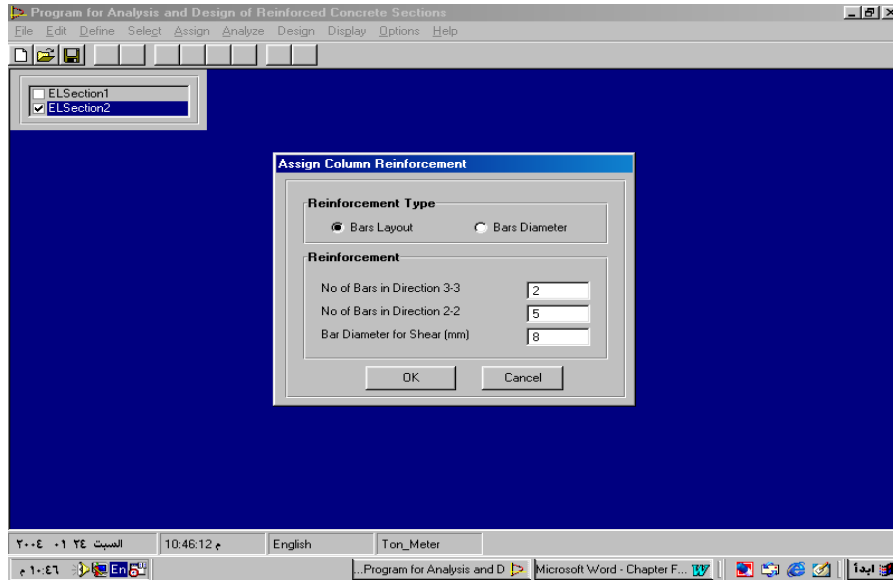 Program for Analysis and Design of Reinforced Concrete Sections
File Edit Define Select Assign Analyze Design Display Options Help
ELSection1
ELSection2
Assign Column Reinforcement
Reinforcement Type
Bars Layout Bars Diameter
Reinforcement
No of Bars in Direction 3-3 2
No of Bars in Direction 2-2 5
Bar Diameter for Shear (mm) 8
OK Cancel
السبت ٢٤ ٠١ ٢٠٠٤ 10:46:12 م English Ton_Meter
١٠:٤٦ م En ...Program for Analysis and D Microsoft Word - Chapter F... ابدأ